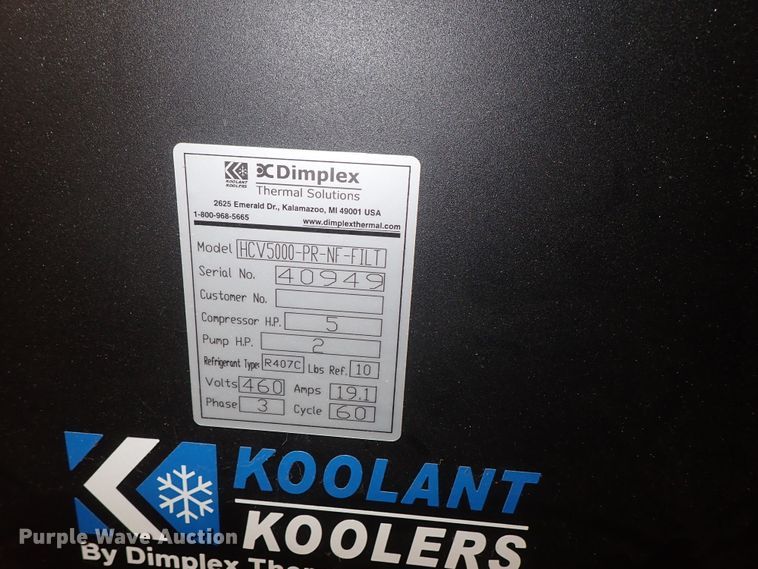 KOOLANT
KOOLERS
Dimplex
Thermal Solutions
2625 Emerald Dr., Kalamazoo, MI 49001 USA
1-800-968-5665 www.dimplexthermal.com
Model HCV5000-PR-NF-FILT
Serial No. 40949
Customer No.
Compressor H.P. 5
Pump H.P. 2
Refrigerant Type: R407C Lbs Ref. 10
Volts 460 Amps 19.1
Phase 3 Cycle 60
KOOLANT
KOOLERS
By Dimplex Ther
Purple Wave Auction